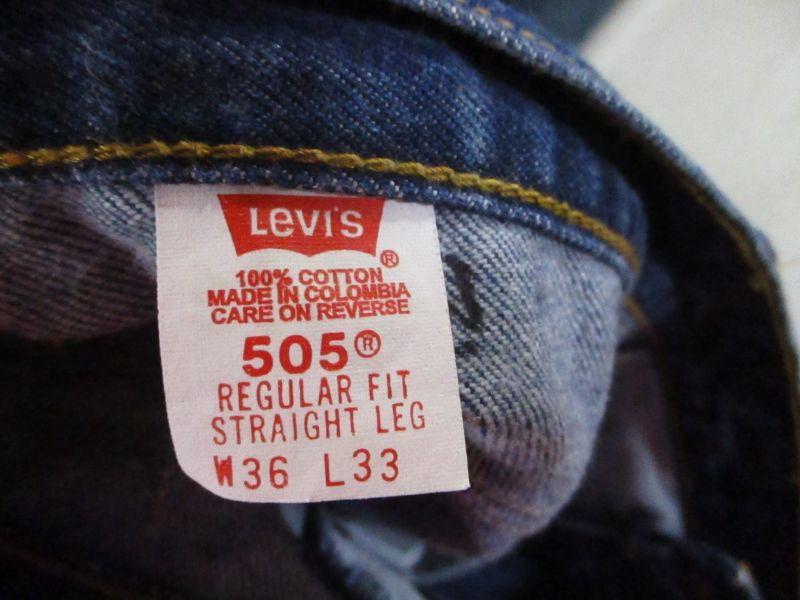 LEVI'S
®
100% COTTON
MADE IN COLOMBIA
CARE ON REVERSE
505®
REGULAR FIT
STRAIGHT LEG
W36 L33